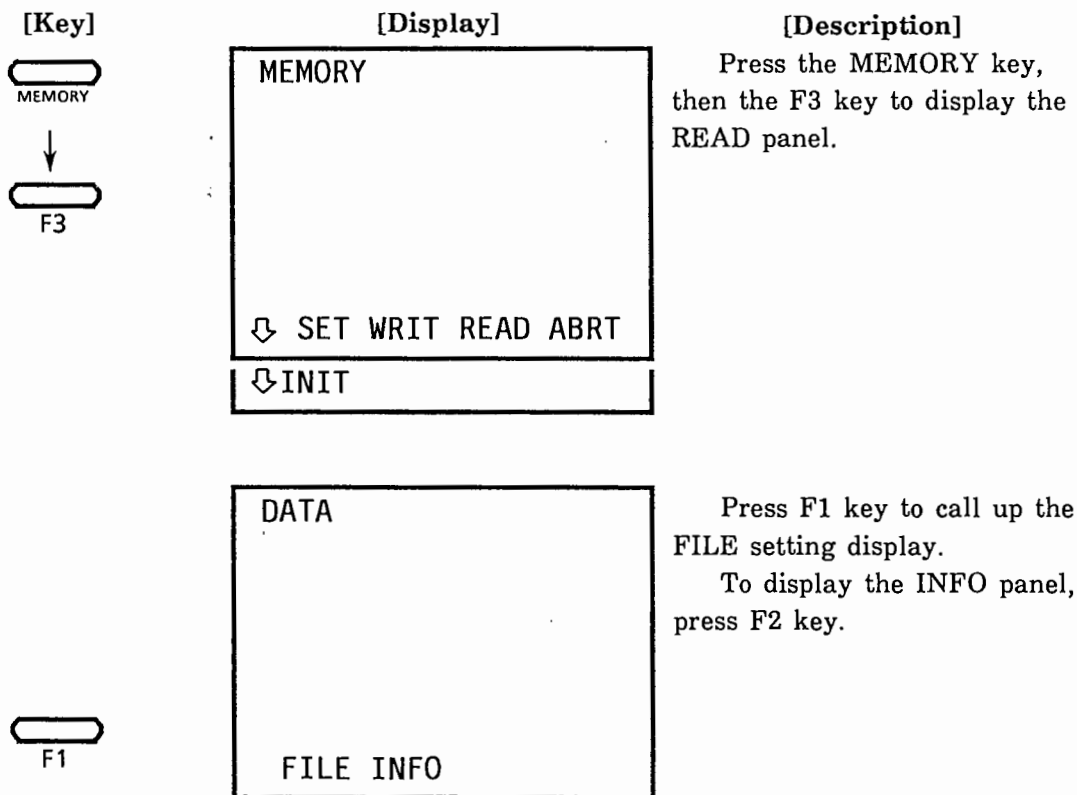 [Key] [Display] [Description]
MEMORY
F3
MEMORY
⇩ SET WRIT READ ABRT
⇩INIT
Press the MEMORY key,
then the F3 key to display the
READ panel.
F1
DATA
FILE INFO
Press F1 key to call up the
FILE setting display.
To display the INFO panel,
press F2 key.